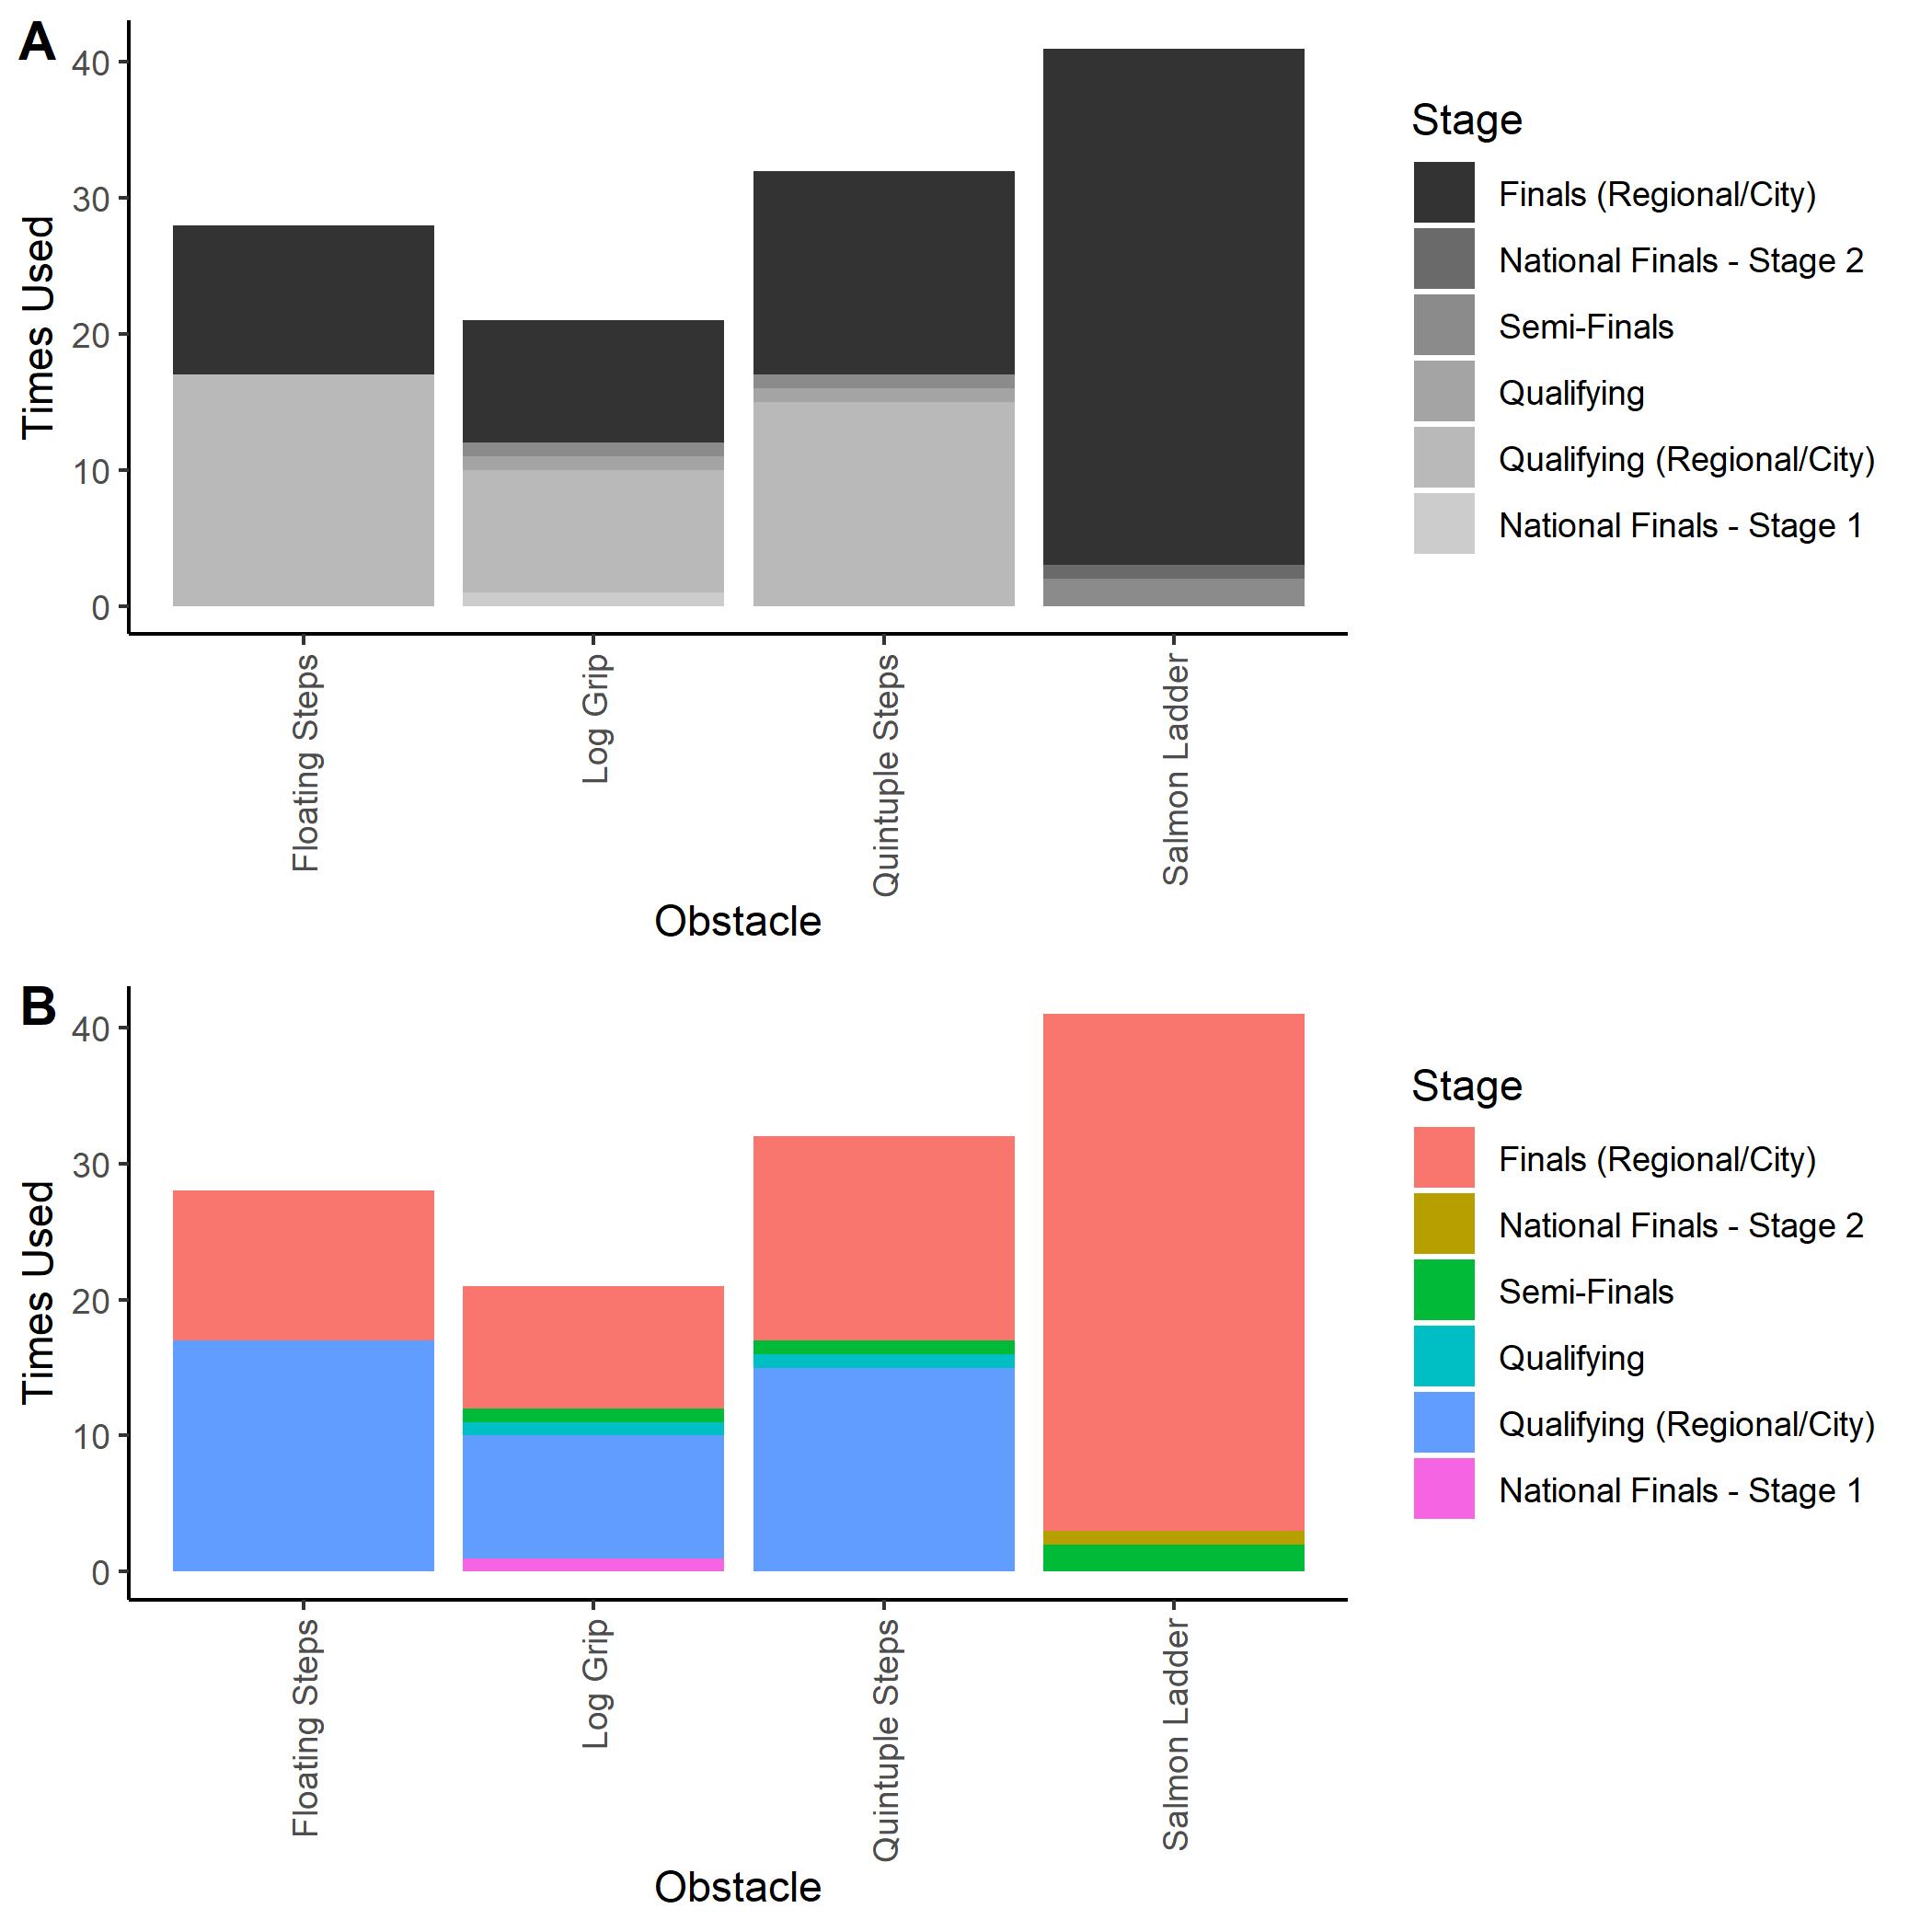 A
40
30
20
10
0
Times Used
Floating Steps
Log Grip
Quintuple Steps
Salmon Ladder
Obstacle
Stage
Finals (Regional/City)
National Finals - Stage 2
Semi-Finals
Qualifying
Qualifying (Regional/City)
National Finals - Stage 1
B
40
30
20
10
0
Times Used
Floating Steps
Log Grip
Quintuple Steps
Salmon Ladder
Obstacle
Stage
Finals (Regional/City)
National Finals - Stage 2
Semi-Finals
Qualifying
Qualifying (Regional/City)
National Finals - Stage 1